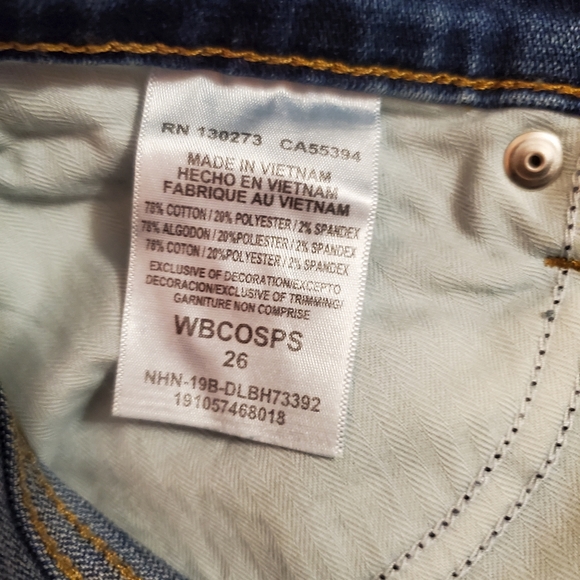 RN 130273 CA55394
MADE IN VIETNAM
HECHO EN VIETNAM
FABRIQUE AU VIETNAM
78% COTTON / 20% POLYESTER / 2% SPANDEX
78% ALGODON / 20%POLIESTER / 2% SPANDEX
78% COTON / 20%POLYESTER / 2% SPANDEX
EXCLUSIVE OF DECORATION/EXCEPTO
DECORACION/EXCLUSIVE OF TRIMMING/
GARNITURE NON COMPRISE
WBCOSPS
26
NHN-19B-DLBH73392
191057468018